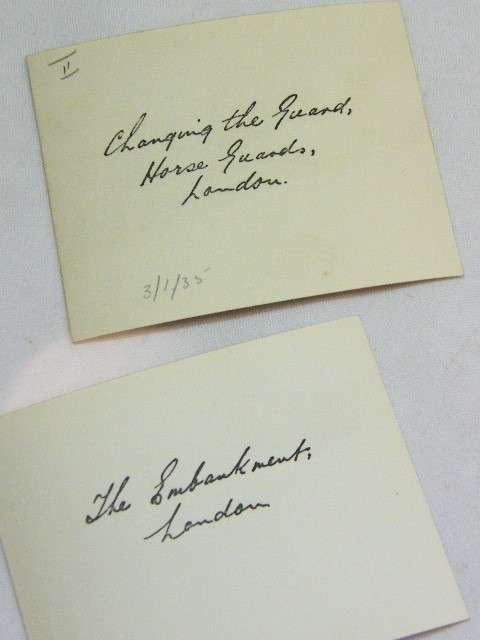 II
Changing the Guard,
Horse Guards,
London.
3/1/35
The Embankment,
London